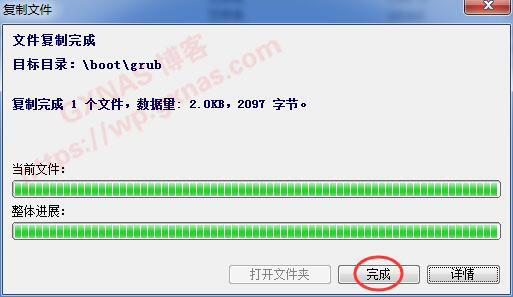 复制文件
文件复制完成
目标目录：\boot\grub
复制完成 1 个文件，数据量: 2.0KB，2097 字节。
当前文件:
整体进展:
打开文件夹
完成
详情
GXNAS 博客
https://wp.gxnas.com